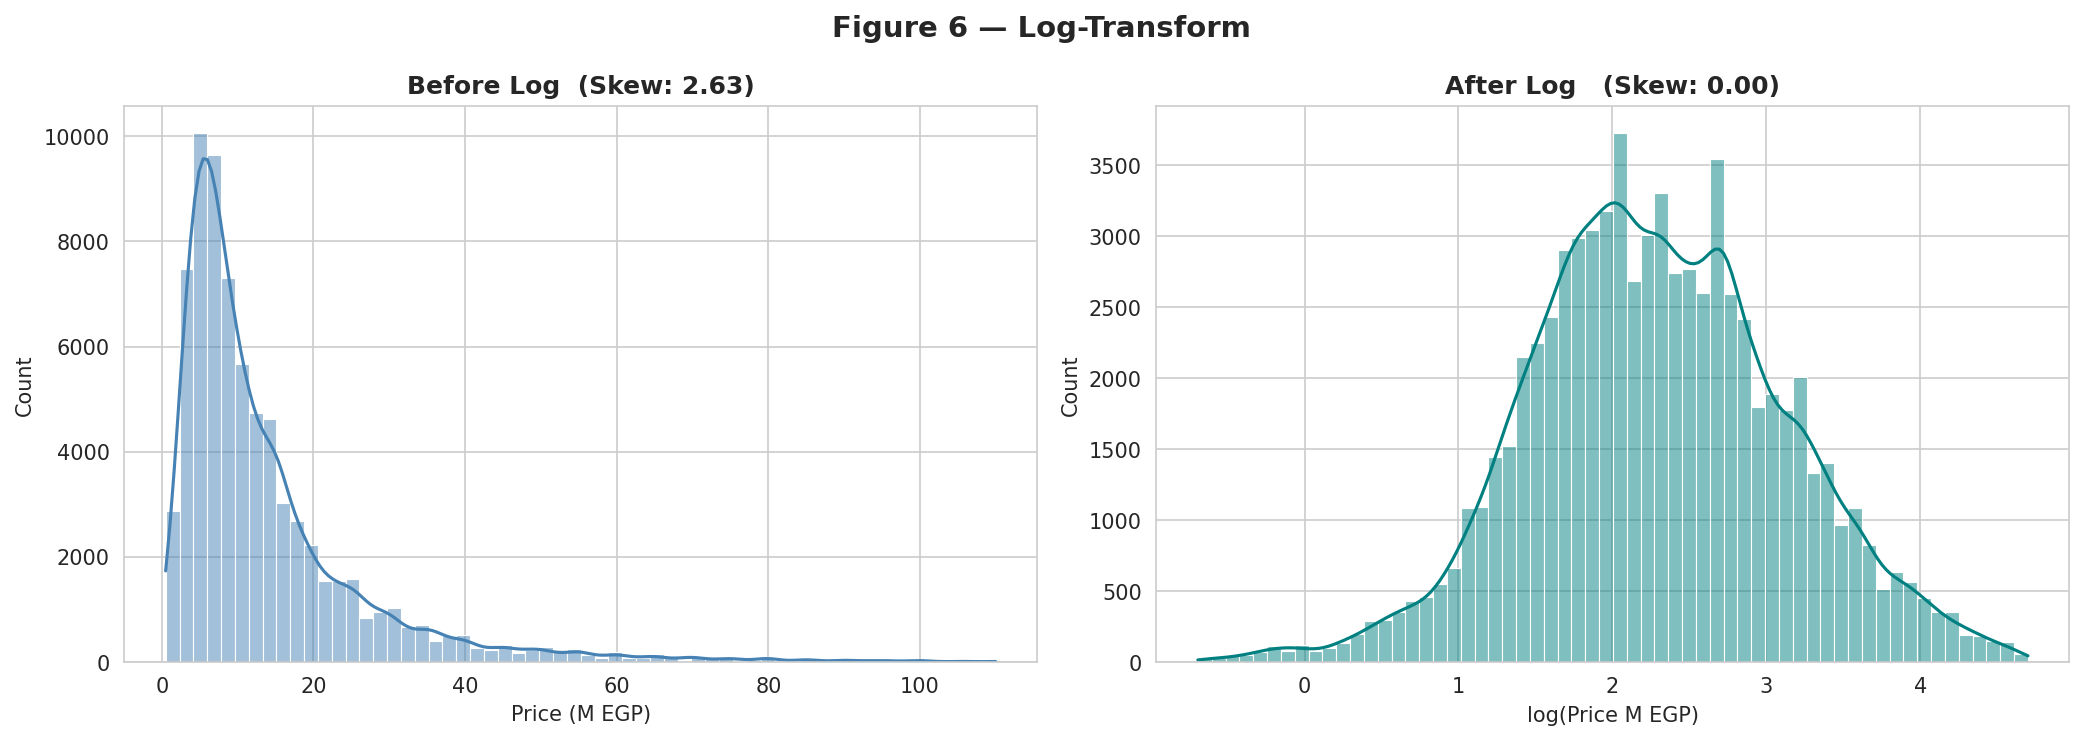 Figure 6 — Log-Transform
Before Log  (Skew: 2.63)
Count
10000
8000
6000
4000
2000
0
0 20 40 60 80 100
Price (M EGP)
After Log   (Skew: 0.00)
Count
3500
3000
2500
2000
1500
1000
500
0
0 1 2 3 4
log(Price M EGP)